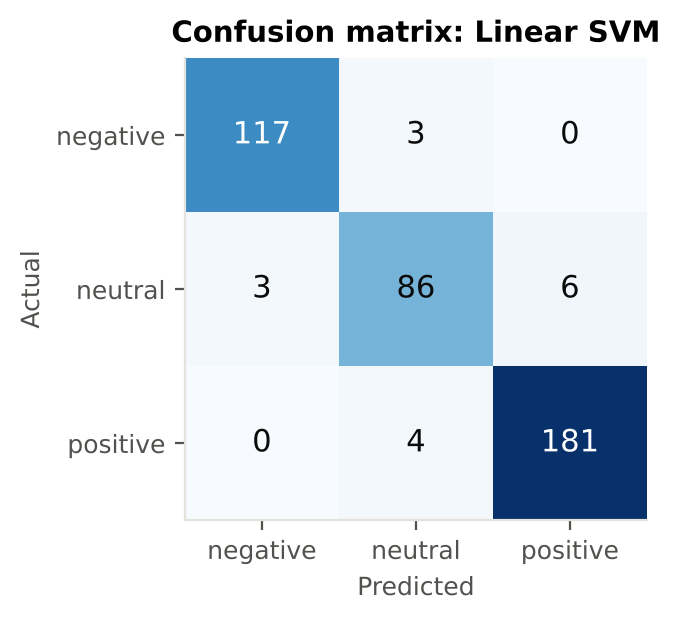 Confusion matrix: Linear SVM
negative 117 3 0
neutral 3 86 6
positive 0 4 181
negative neutral positive
Predicted
Actual